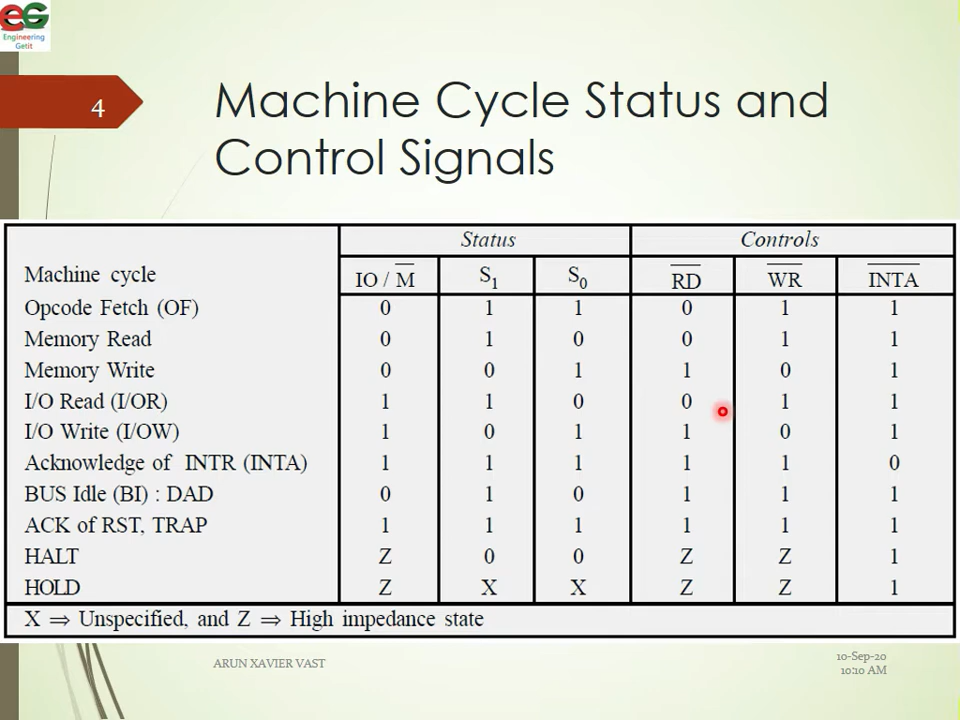 EG
Engineering
Getit
4
Machine Cycle Status and
Control Signals
Status Controls
Machine cycle IO / M̅ S₁ S₀ R̅D̅ W̅R̅ I̅N̅T̅A̅
Opcode Fetch (OF) 0 1 1 0 1 1
Memory Read 0 1 0 0 1 1
Memory Write 0 0 1 1 0 1
I/O Read (I/OR) 1 1 0 0 1 1
I/O Write (I/OW) 1 0 1 1 0 1
Acknowledge of INTR (INTA) 1 1 1 1 1 0
BUS Idle (BI) : DAD 0 1 0 1 1 1
ACK of RST, TRAP 1 1 1 1 1 1
HALT Z 0 0 Z Z 1
HOLD Z X X Z Z 1
X ⇒ Unspecified, and Z ⇒ High impedance state
ARUN XAVIER VAST
10-Sep-20
10:10 AM